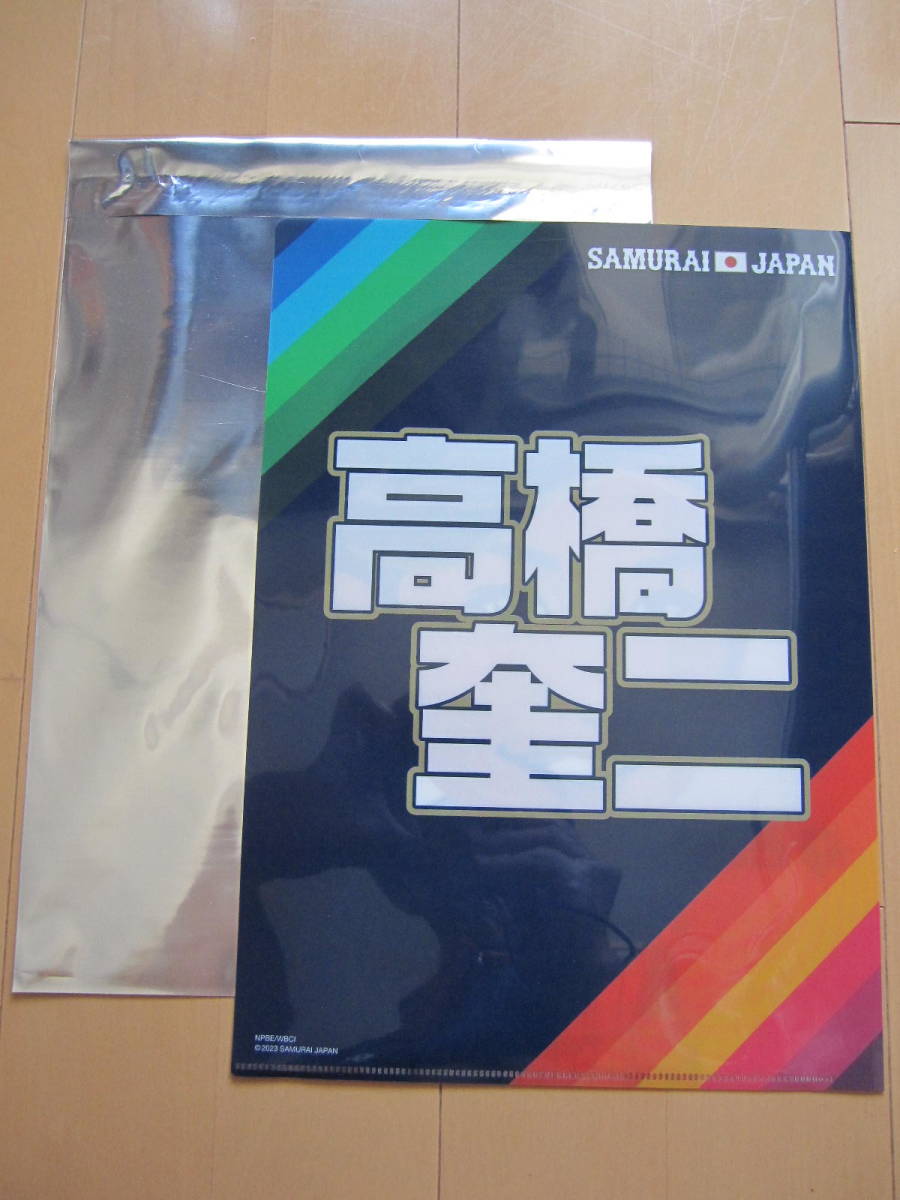 SAMURAI JAPAN
高橋
奎二
NPBE/WBCI
©2023 SAMURAI JAPAN